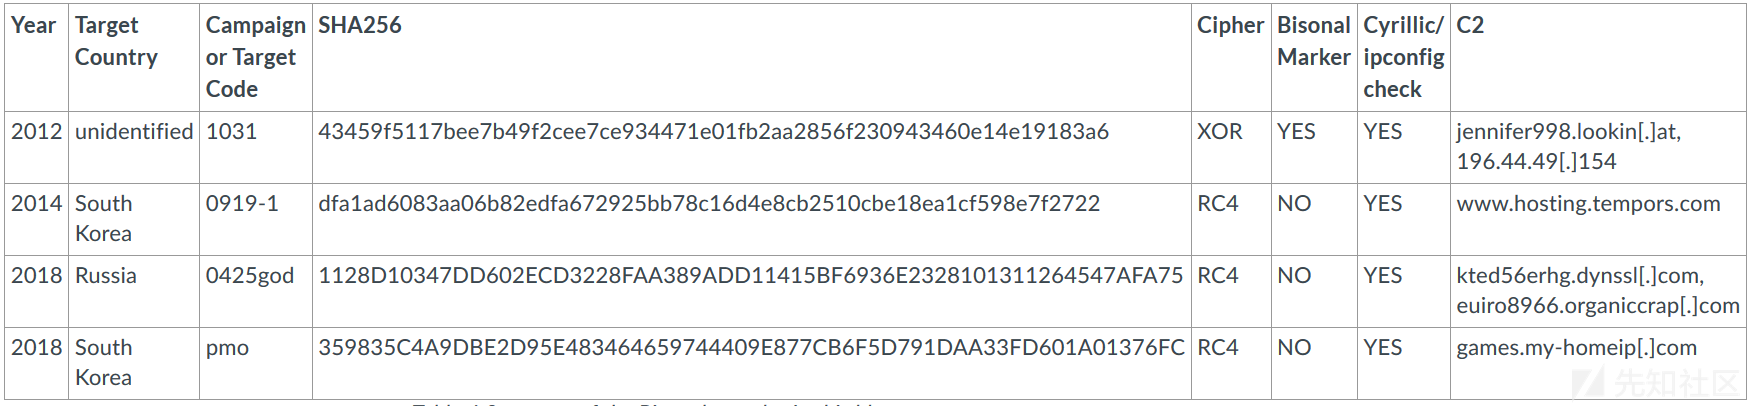 Year Target Country Campaign or Target Code SHA256 Cipher Bisonal Marker Cyrillic/ ipconfig check C2
2012 unidentified 1031 43459f5117bee7b49f2cee7ce934471e01fb2aa2856f230943460e14e19183a6 XOR YES YES jennifer998.lookin[.]at,
196.44.49[.]154
2014 South Korea 0919-1 dfa1ad6083aa06b82edfa672925bb78c16d4e8cb2510cbe18ea1cf598e7f2722 RC4 NO YES www.hosting.tempors.com
2018 Russia 0425god 1128D10347DD602ECD3228FAA389ADD11415BF6936E2328101311264547AFA75 RC4 NO YES kted56erhg.dynssl[.]com,
euiro8966.organiccrap[.]com
2018 South Korea pmo 359835C4A9DBE2D95E483464659744409E877CB6F5D791DAA33FD601A01376FC RC4 NO YES games.my-homeip[.]com
先知社区